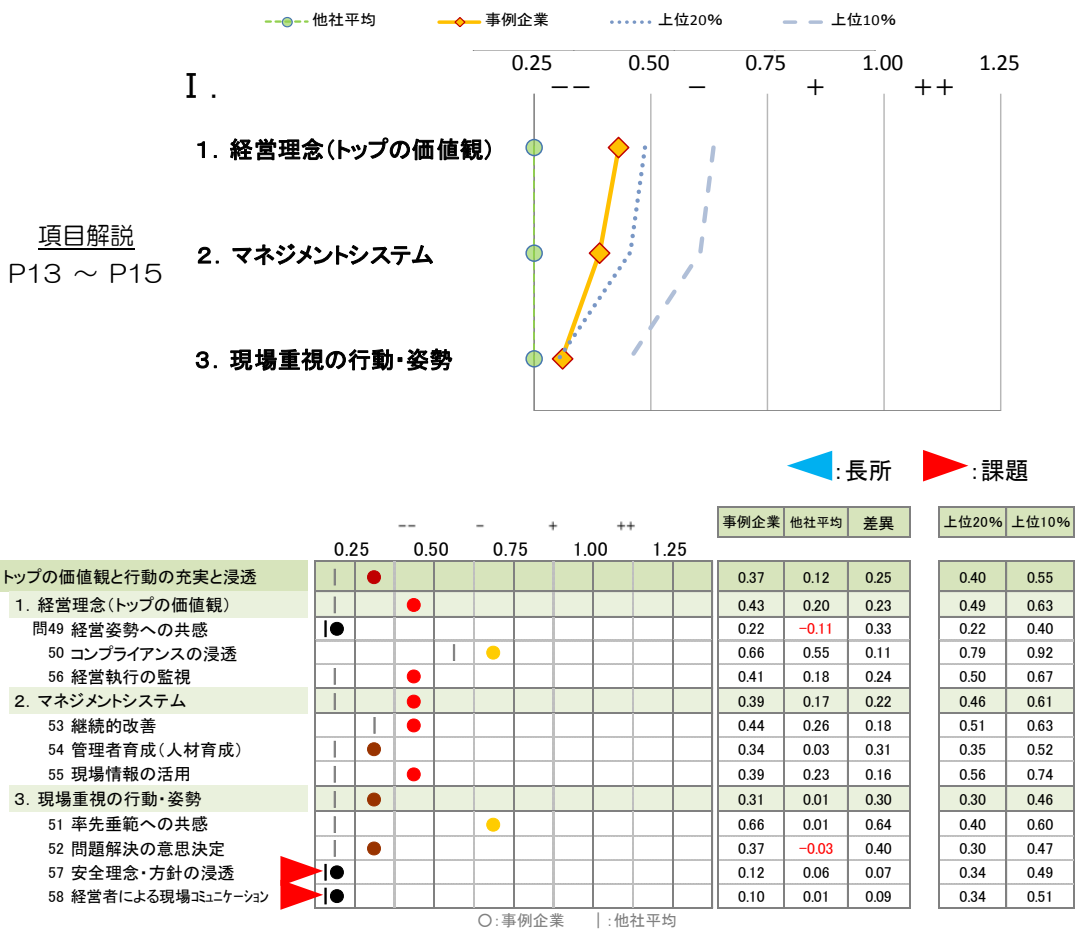 他社平均 事例企業 上位20% 上位10%
0.25 0.50 0.75 1.00 1.25
Ⅰ. −− − + ++
1. 経営理念(トップの価値観)
項目解説
P13 ～ P15
2. マネジメントシステム
3. 現場重視の行動・姿勢
:長所 :課題
事例企業 他社平均 差異 上位20% 上位10%
-- - + ++
0.25 0.50 0.75 1.00 1.25
トップの価値観と行動の充実と浸透 0.37 0.12 0.25 0.40 0.55
1. 経営理念(トップの価値観) 0.43 0.20 0.23 0.49 0.63
問49 経営姿勢への共感 0.22 −0.11 0.33 0.22 0.40
50 コンプライアンスの浸透 0.66 0.55 0.11 0.79 0.92
56 経営執行の監視 0.41 0.18 0.24 0.50 0.67
2. マネジメントシステム 0.39 0.17 0.22 0.46 0.61
53 継続的改善 0.44 0.26 0.18 0.51 0.63
54 管理者育成(人材育成) 0.34 0.03 0.31 0.35 0.52
55 現場情報の活用 0.39 0.23 0.16 0.56 0.74
3. 現場重視の行動・姿勢 0.31 0.01 0.30 0.30 0.46
51 率先垂範への共感 0.66 0.01 0.64 0.40 0.60
52 問題解決の意思決定 0.37 −0.03 0.40 0.30 0.47
57 安全理念・方針の浸透 0.12 0.06 0.07 0.34 0.49
58 経営者による現場コミュニケーション 0.10 0.01 0.09 0.34 0.51
○:事例企業 |:他社平均